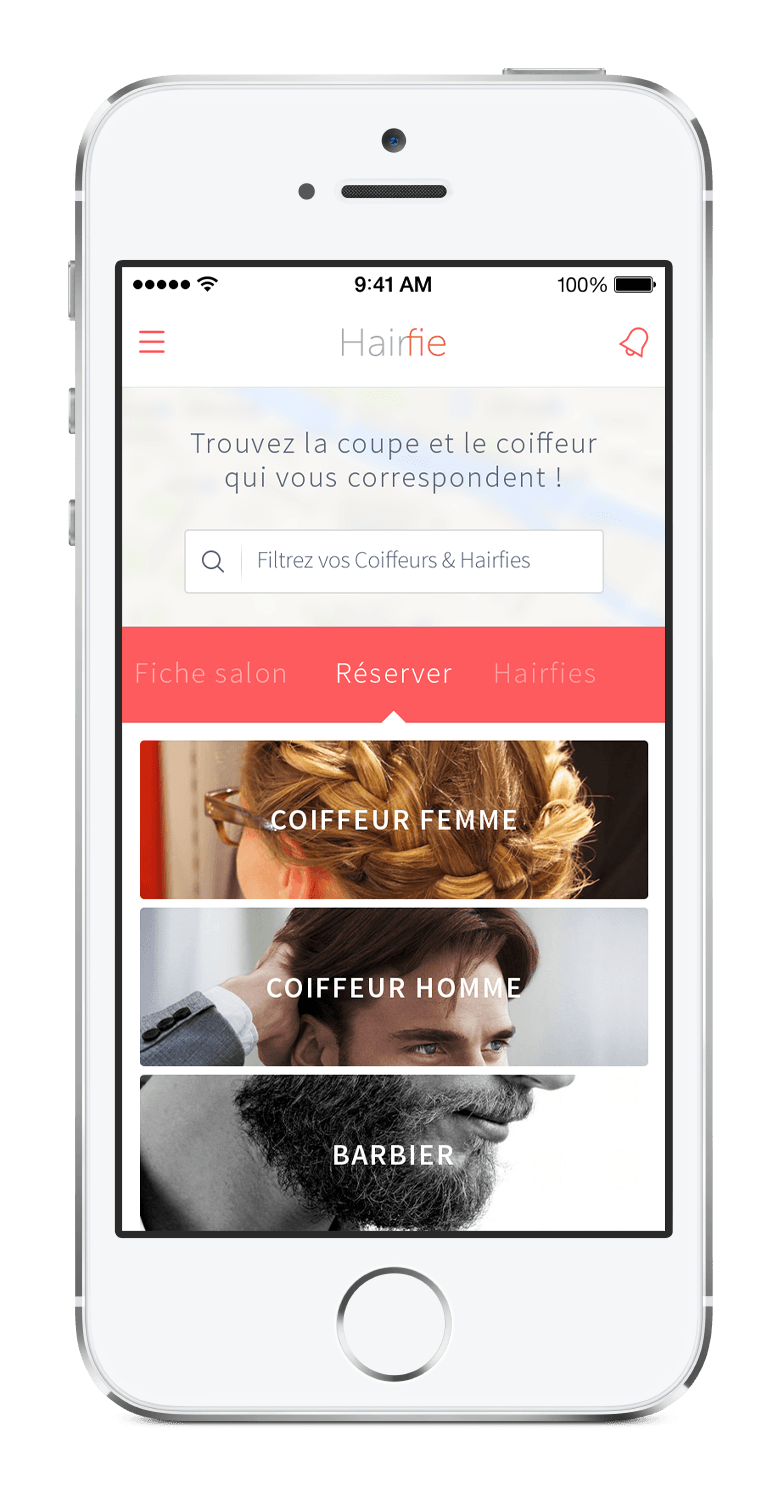 9:41 AM 100%
Hairfie
Trouvez la coupe et le coiffeur
qui vous correspondent !
Filtrez vos Coiffeurs & Hairfies
Fiche salon Réserver Hairfies
COIFFEUR FEMME
COIFFEUR HOMME
BARBIER